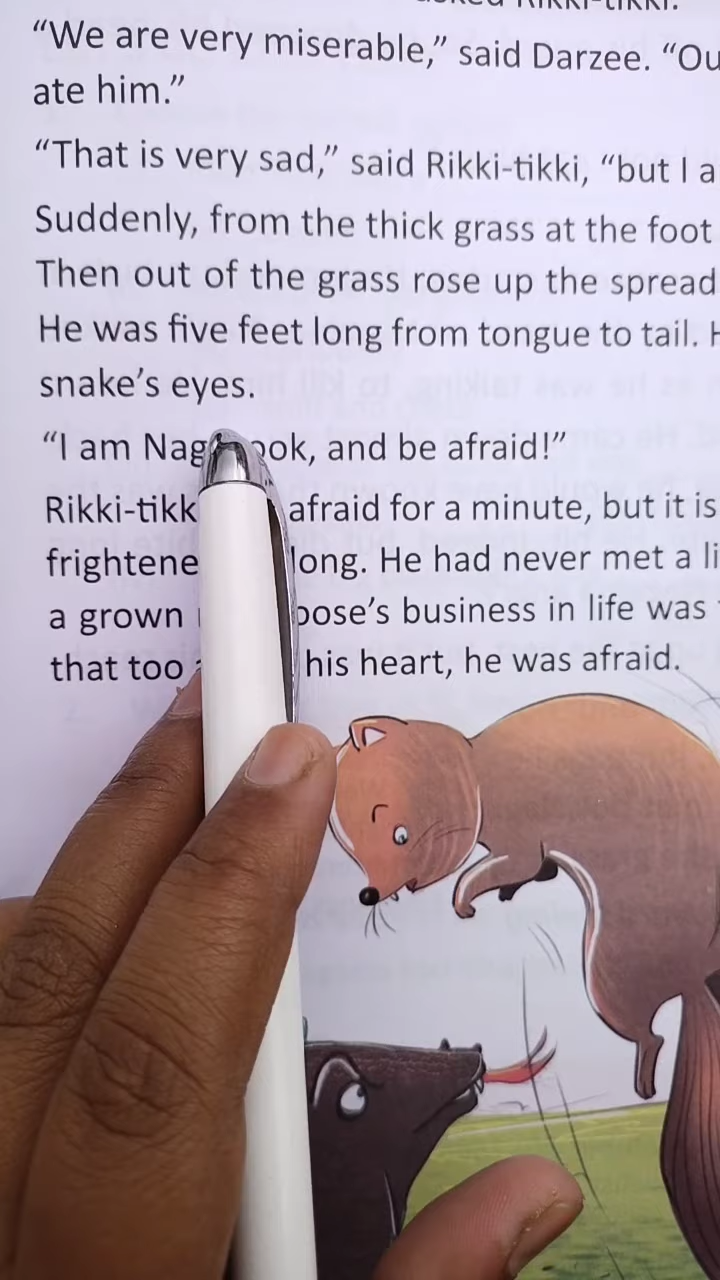 “We are very miserable,” said Darzee. “Ou
ate him.”
“That is very sad,” said Rikki-tikki, “but I a
Suddenly, from the thick grass at the foot
Then out of the grass rose up the spread
He was five feet long from tongue to tail. H
snake’s eyes.
“I am Nag ook, and be afraid!”
Rikki-tikk afraid for a minute, but it is
frightene long. He had never met a li
a grown oose’s business in life was
that too his heart, he was afraid.